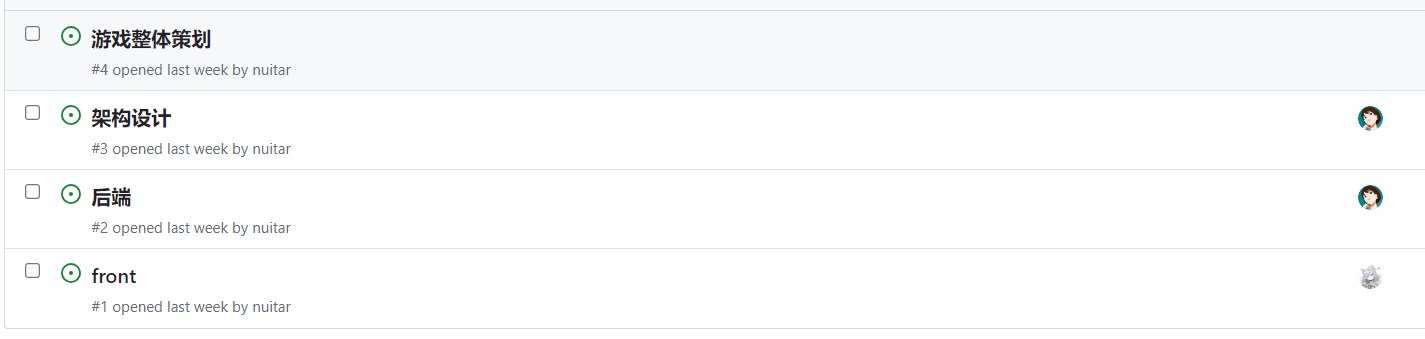 游戏整体策划
#4 opened last week by nuitar
架构设计
#3 opened last week by nuitar
后端
#2 opened last week by nuitar
front
#1 opened last week by nuitar